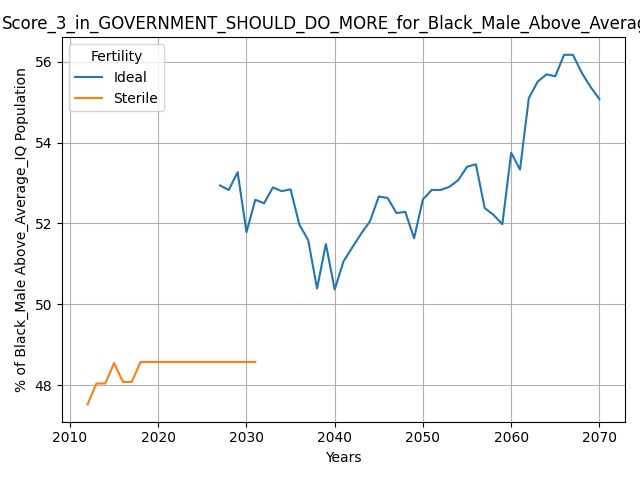 Score_3_in_GOVERNMENT_SHOULD_DO_MORE_for_Black_Male_Above_Averag
Fertility
Ideal
Sterile
% of Black_Male Above_Average_IQ Population
56
54
52
50
48
2010 2020 2030 2040 2050 2060 2070
Years